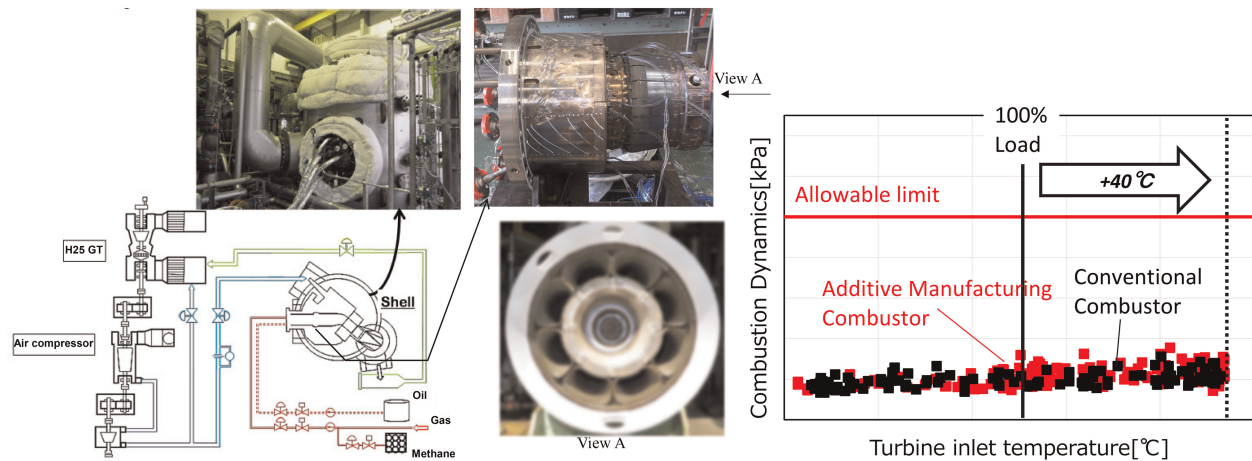 View A
H25 GT
Air compressor
Shell
Oil
Gas
Methane
View A
100%
Load
+40℃
Allowable limit
Additive Manufacturing
Combustor
Conventional
Combustor
Combustion Dynamics[kPa]
Turbine inlet temperature[℃]